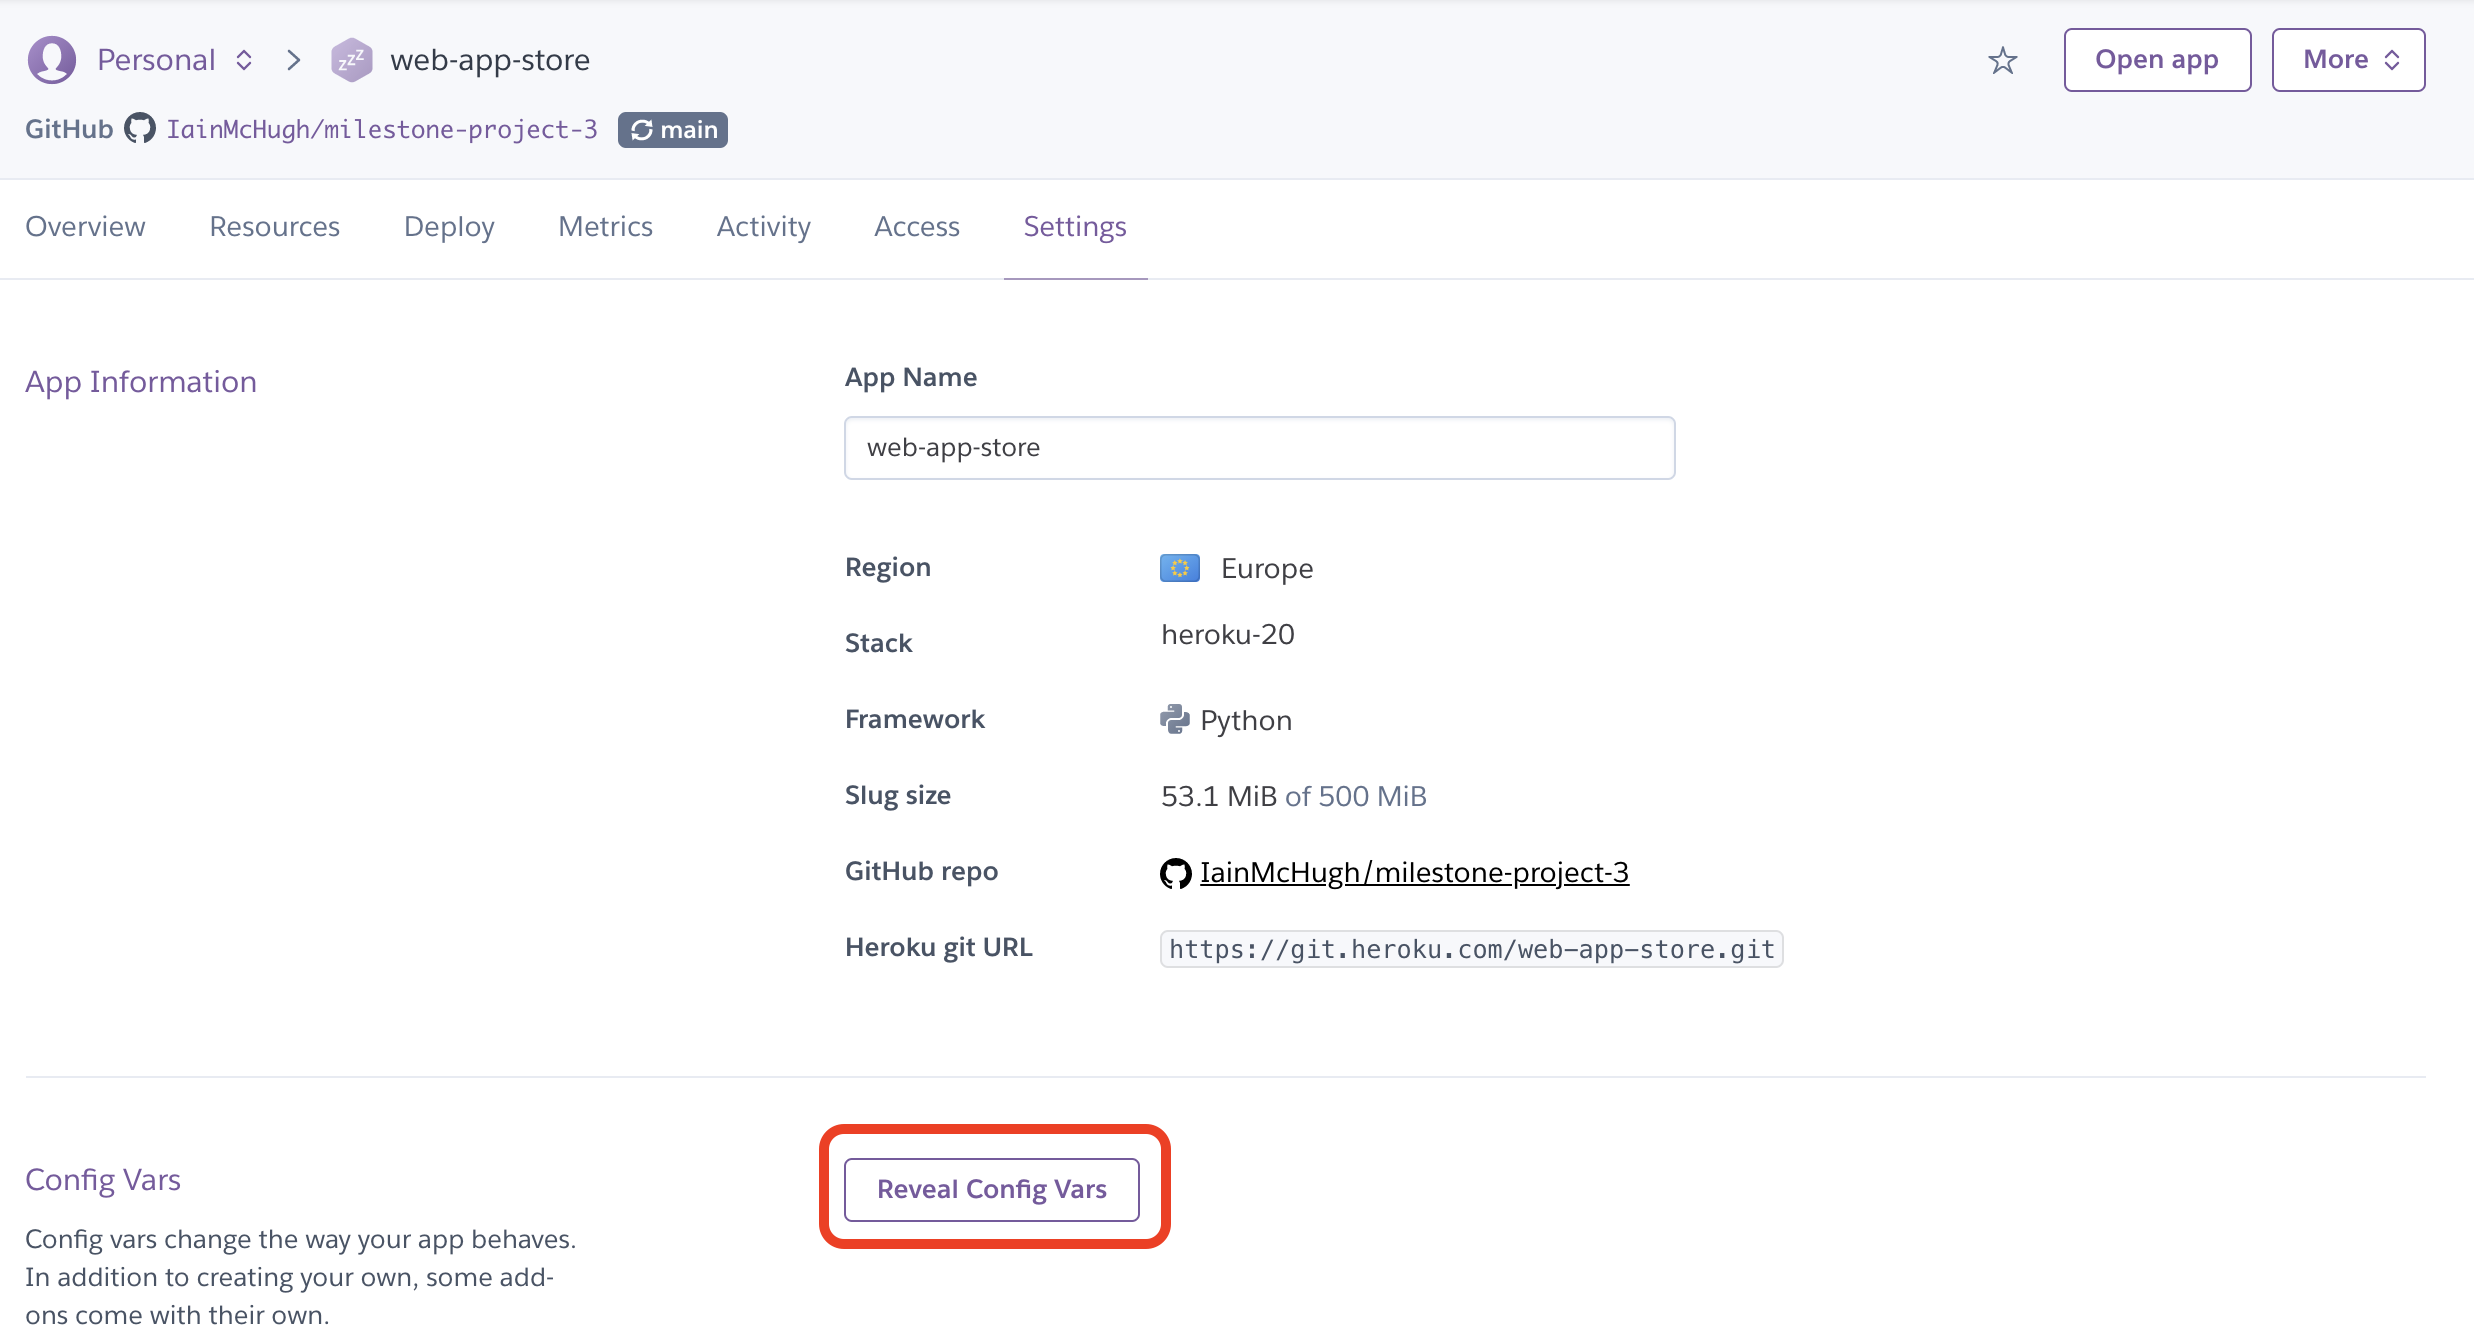 Personal > web-app-store
Open app
More
GitHub IainMcHugh/milestone-project-3 main
Overview Resources Deploy Metrics Activity Access Settings
App Information
App Name
web-app-store
Region Europe
Stack heroku-20
Framework Python
Slug size 53.1 MiB of 500 MiB
GitHub repo IainMcHugh/milestone-project-3
Heroku git URL https://git.heroku.com/web-app-store.git
Config Vars
Reveal Config Vars
Config vars change the way your app behaves.
In addition to creating your own, some add-
ons come with their own.